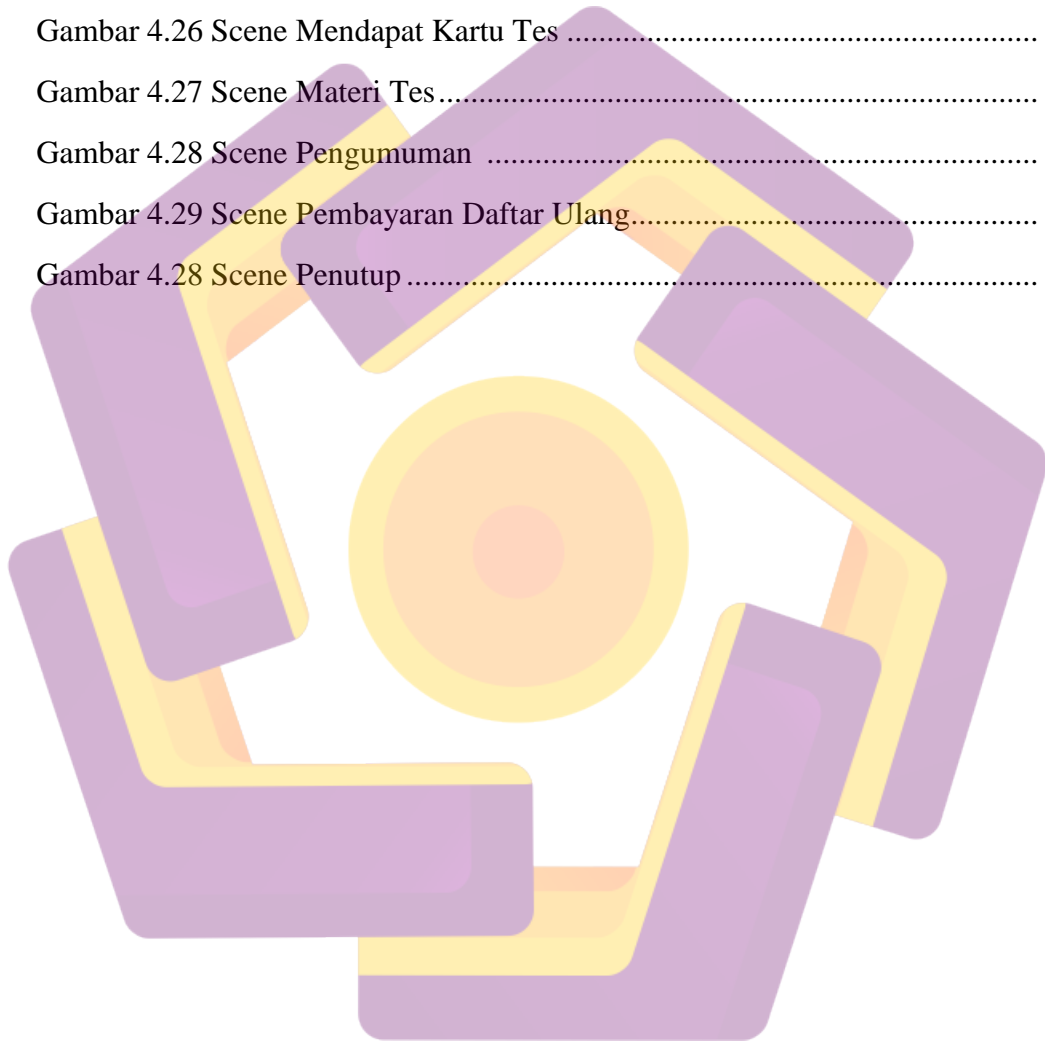 Gambar 4.26 Scene Mendapat Kartu Tes ................................................................
Gambar 4.27 Scene Materi Tes................................................................................
Gambar 4.28 Scene Pengumuman ..........................................................................
Gambar 4.29 Scene Pembayaran Daftar Ulang......................................................
Gambar 4.28 Scene Penutup ....................................................................................